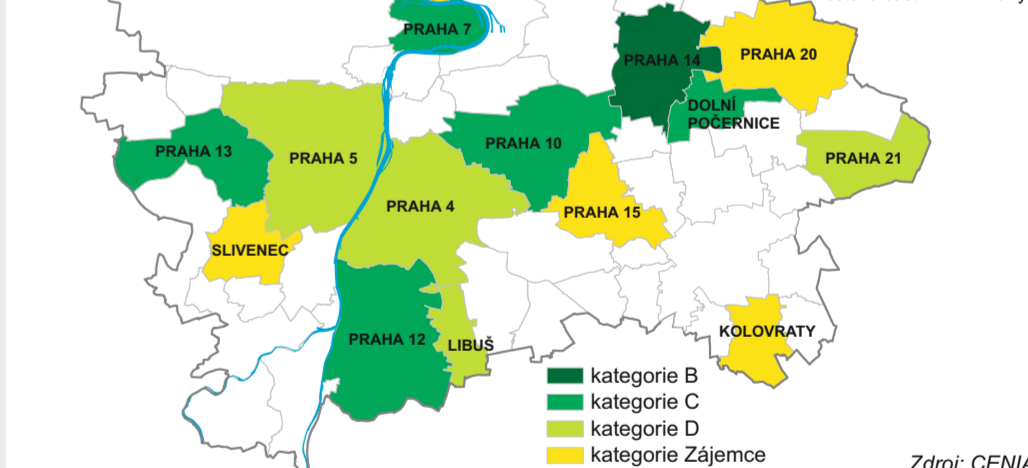 PRAHA 7
PRAHA 14
PRAHA 20
DOLNÍ
POČERNICE
PRAHA 13
PRAHA 5
PRAHA 10
PRAHA 21
PRAHA 4
PRAHA 15
SLIVENEC
PRAHA 12
LIBUŠ
KOLOVRATY
kategorie B
kategorie C
kategorie D
kategorie Zájemce
Zdroj: CENIA